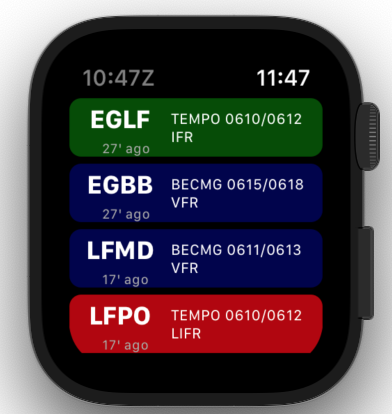 10:47Z 11:47
EGLF TEMPO 0610/0612
IFR
27' ago
EGBB BECMG 0615/0618
VFR
27' ago
LFMD BECMG 0611/0613
VFR
17' ago
LFPO TEMPO 0610/0612
LIFR
17' ago